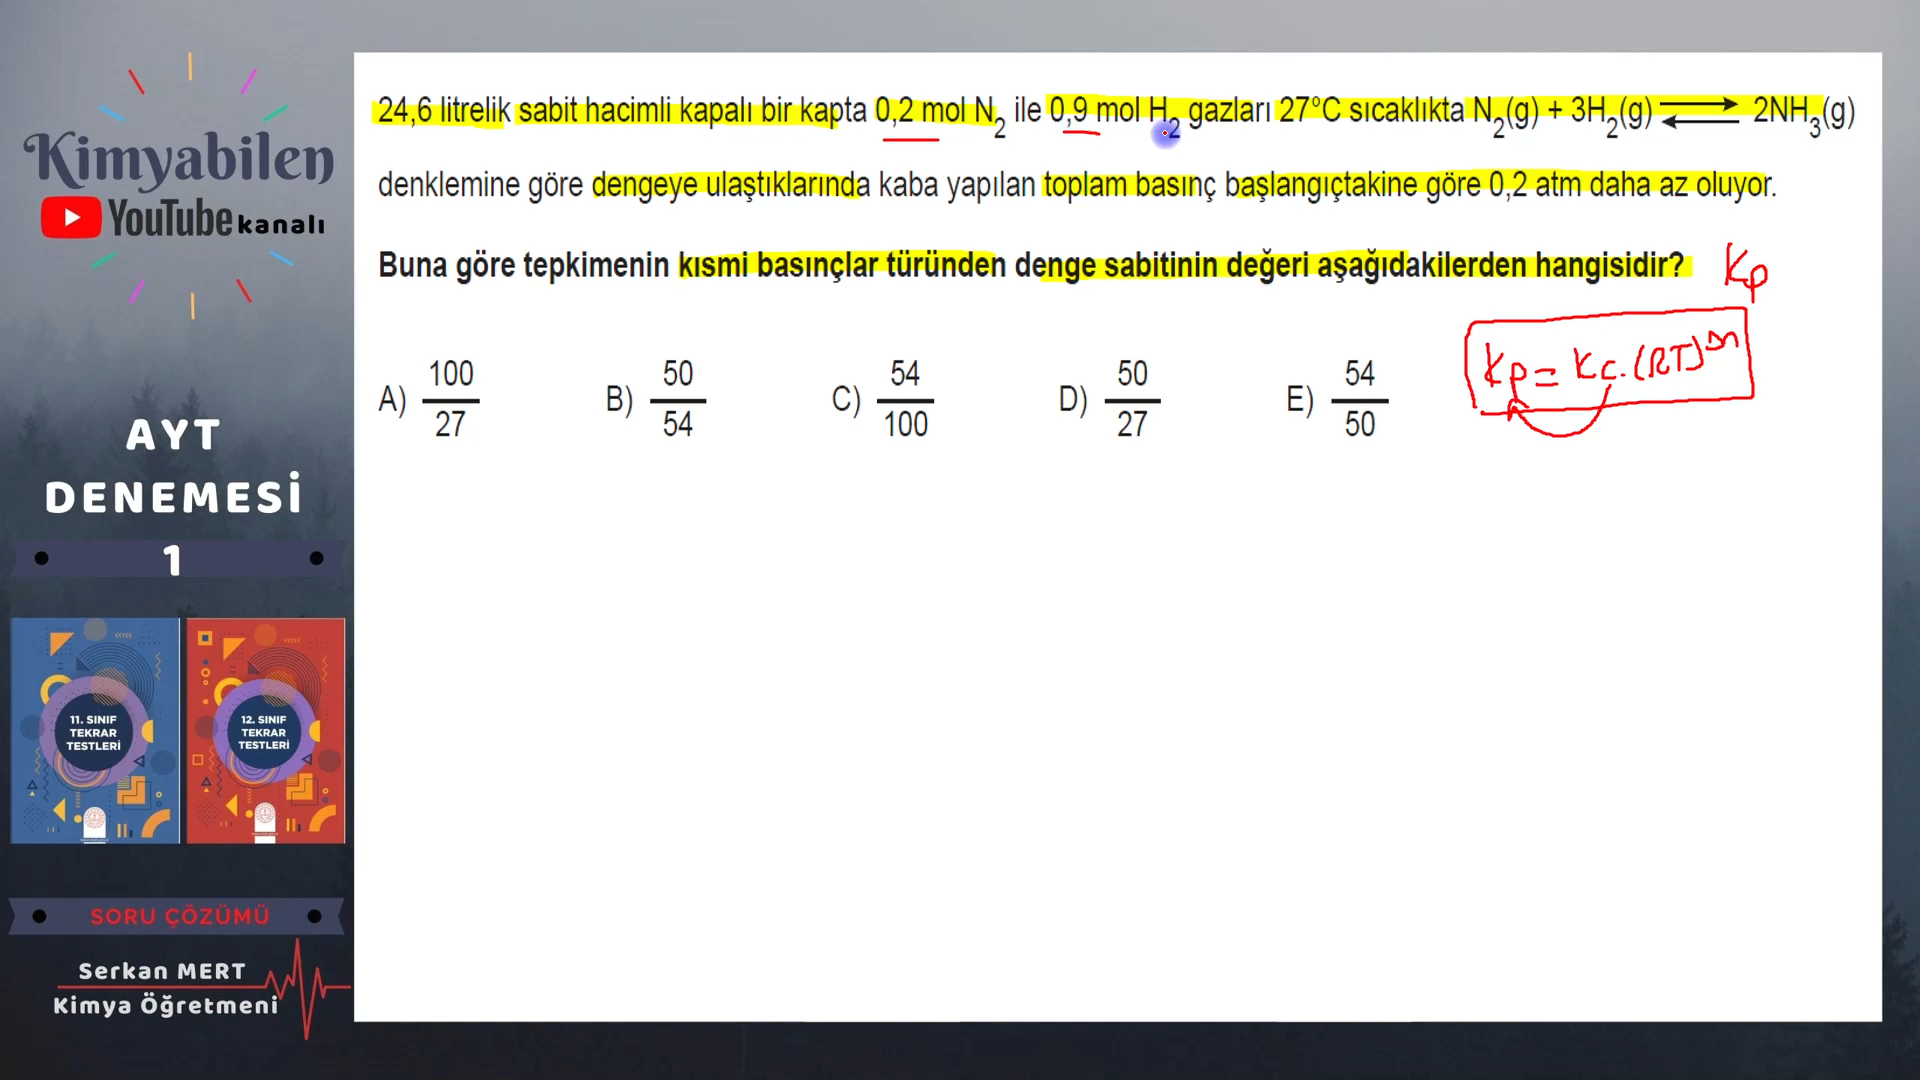 Kimyabilen
YouTube kanalı
AYT
DENEMESİ
1
11. SINIF
TEKRAR
TESTLERİ
12. SINIF
TEKRAR
TESTLERİ
SORU ÇÖZÜMÜ
Serkan MERT
Kimya Öğretmeni
24,6 litrelik sabit hacimli kapalı bir kapta 0,2 mol N2 ile 0,9 mol H2 gazları 27°C sıcaklıkta N2(g) + 3H2(g) ⇌ 2NH3(g)
denklemine göre dengeye ulaştıklarında kaba yapılan toplam basınç başlangıçtakine göre 0,2 atm daha az oluyor.
Buna göre tepkimenin kısmi basınçlar türünden denge sabitinin değeri aşağıdakilerden hangisidir? Kp
A) 100/27 B) 50/54 C) 54/100 D) 50/27 E) 54/50
Kp = Kc.(RT)^Δn